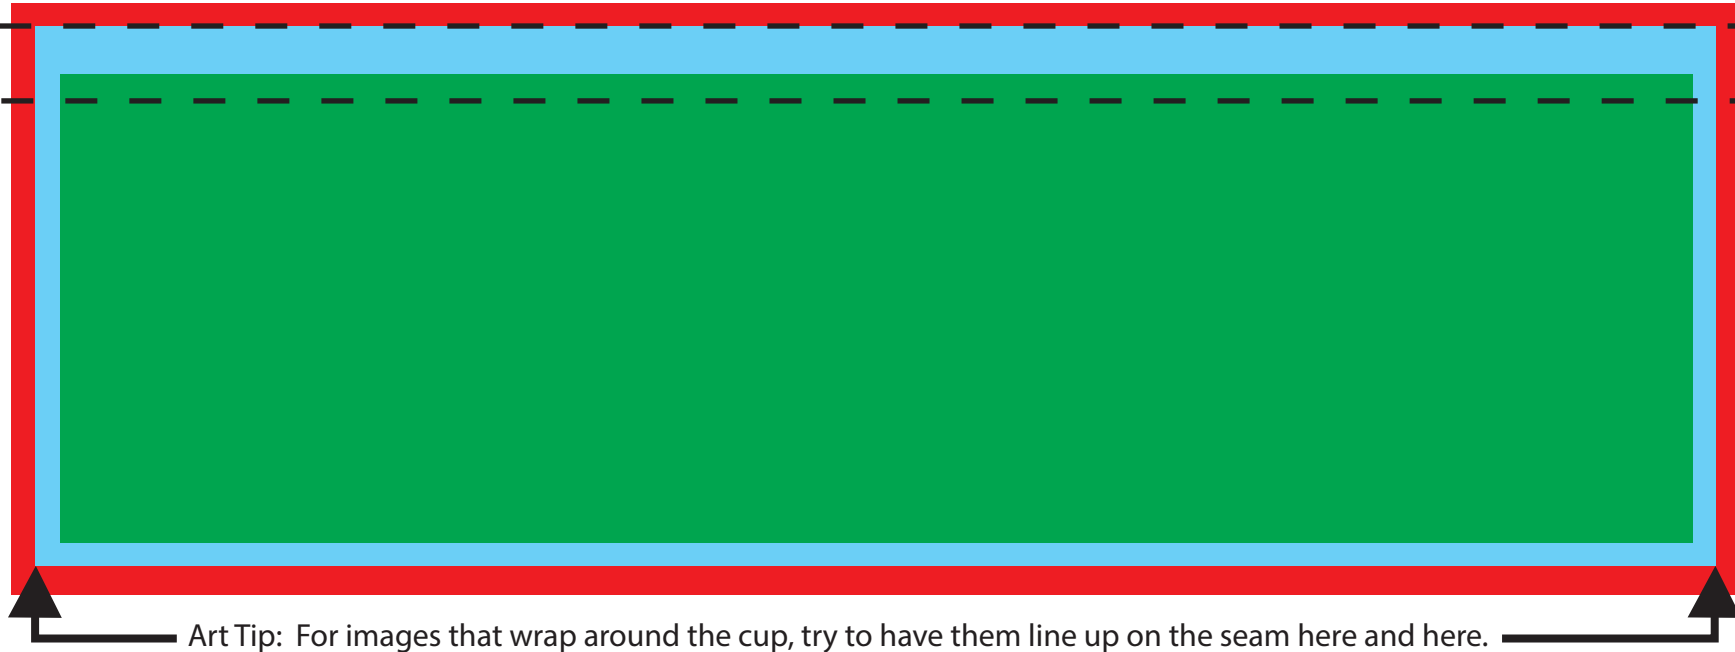 Art Tip: For images that wrap around the cup, try to have them line up on the seam here and here.